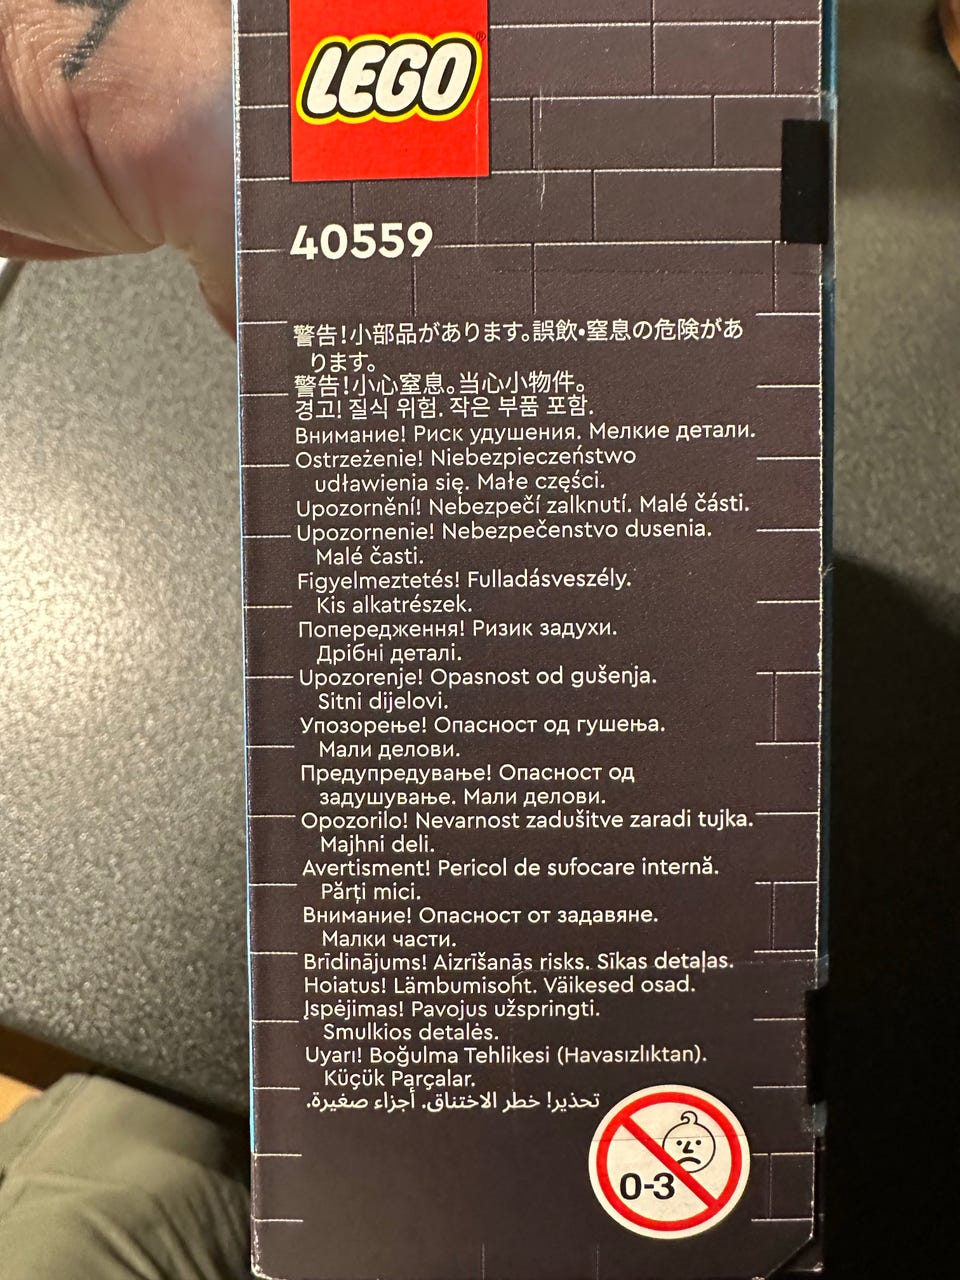 LEGO®
40559
警告!小部品があります。誤飲•窒息の危険があ
ります。
警告!小心窒息。当心小物件。
경고! 질식 위험. 작은 부품 포함.
Внимание! Риск удушения. Мелкие детали.
Ostrzeżenie! Niebezpieczeństwo
udławienia się. Małe części.
Upozornění! Nebezpečí zalknutí. Malé části.
Upozornenie! Nebezpečenstvo dusenia.
Malé časti.
Figyelmeztetés! Fulladásveszély.
Kis alkatrészek.
Попередження! Ризик задухи.
Дрібні деталі.
Upozorenje! Opasnost od gušenja.
Sitni dijelovi.
Упозорење! Опасност од гушења.
Мали делови.
Предупредување! Опасност од
задушување. Мали делови.
Opozorilo! Nevarnost zadušitve zaradi tujka.
Majhni deli.
Avertisment! Pericol de sufocare internă.
Părți mici.
Внимание! Опасност от задавяне.
Малки части.
Brīdinājums! Aizrīšanās risks. Sīkas detaļas.
Hoiatus! Lämbumisoht. Väikesed osad.
Įspėjimas! Pavojus užspringti.
Smulkios detalės.
Uyarı! Boğulma Tehlikesi (Havasızlıktan).
Küçük Parçalar.
تحذير! خطر الاختناق. أجزاء صغيرة.
0-3